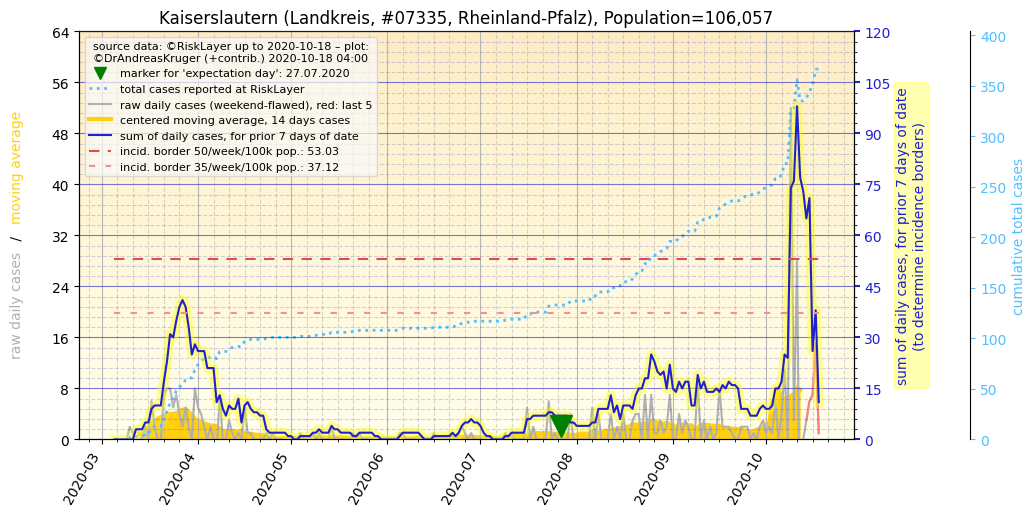 Kaiserslautern (Landkreis, #07335, Rheinland-Pfalz), Population=106,057
source data: ©RiskLayer up to 2020-10-18 – plot:
©DrAndreasKruger (+contrib.) 2020-10-18 04:00
marker for 'expectation day': 27.07.2020
total cases reported at RiskLayer
raw daily cases (weekend-flawed), red: last 5
centered moving average, 14 days cases
sum of daily cases, for prior 7 days of date
incid. border 50/week/100k pop.: 53.03
incid. border 35/week/100k pop.: 37.12
raw daily cases / moving average
64
56
48
40
32
24
16
8
0
2020-03
2020-04
2020-05
2020-06
2020-07
2020-08
2020-09
2020-10
120
105
90
75
60
45
30
15
0
sum of daily cases, for prior 7 days of date
(to determine incidence borders)
400
350
300
250
200
150
100
50
0
cumulative total cases